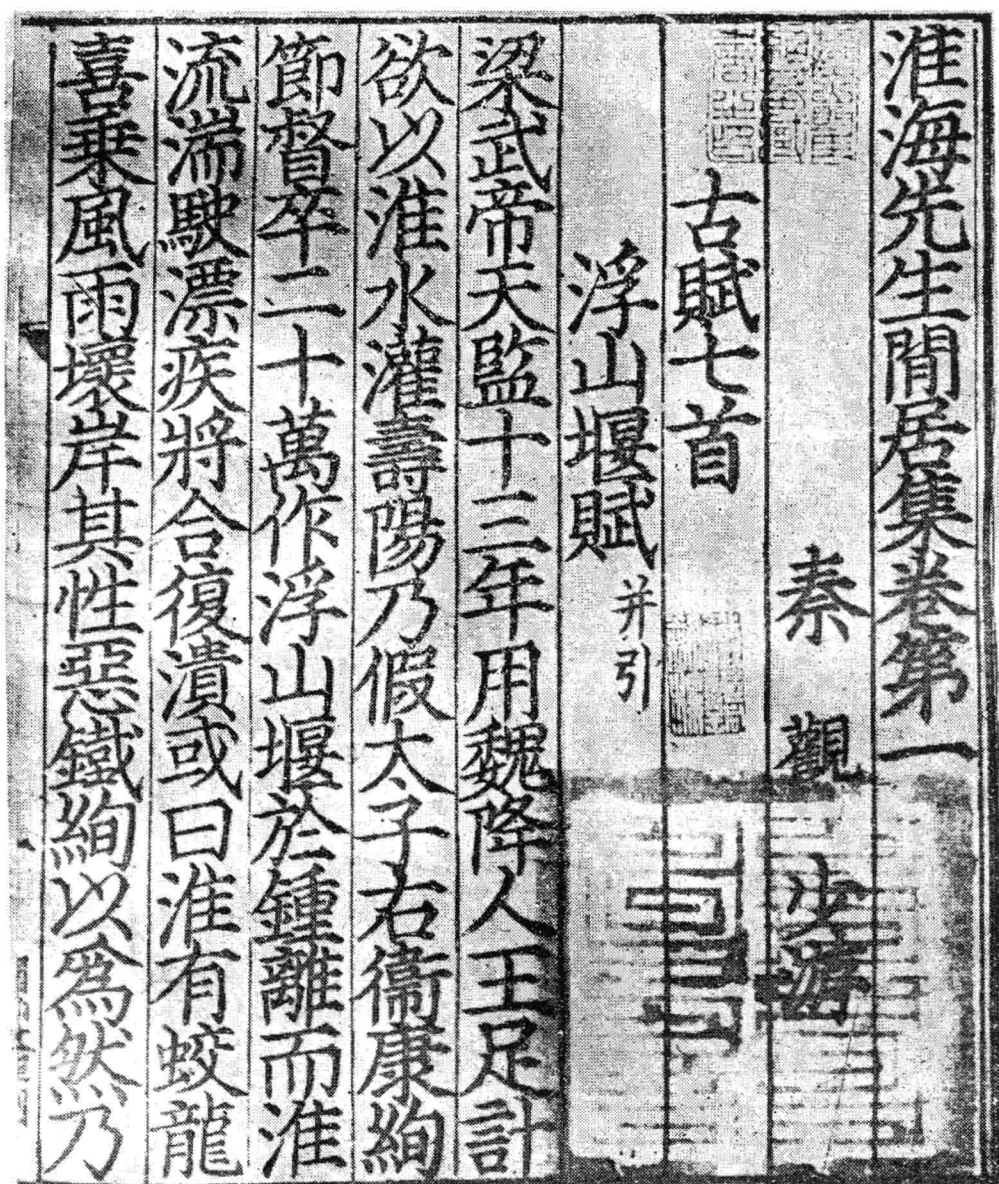 淮海先生閒居集卷第一
秦觀 少游
古賦七首
浮山堰賦 并引
梁武帝天監十三年用魏降人王足計
欲以淮水灌壽陽乃假太子右衞康絢
節督卒二十萬作浮山堰於鍾離而淮
流湍駛漂疾將合復潰或曰淮有蛟龍
喜乗風雨壞岸其性惡鐵絢以爲然乃